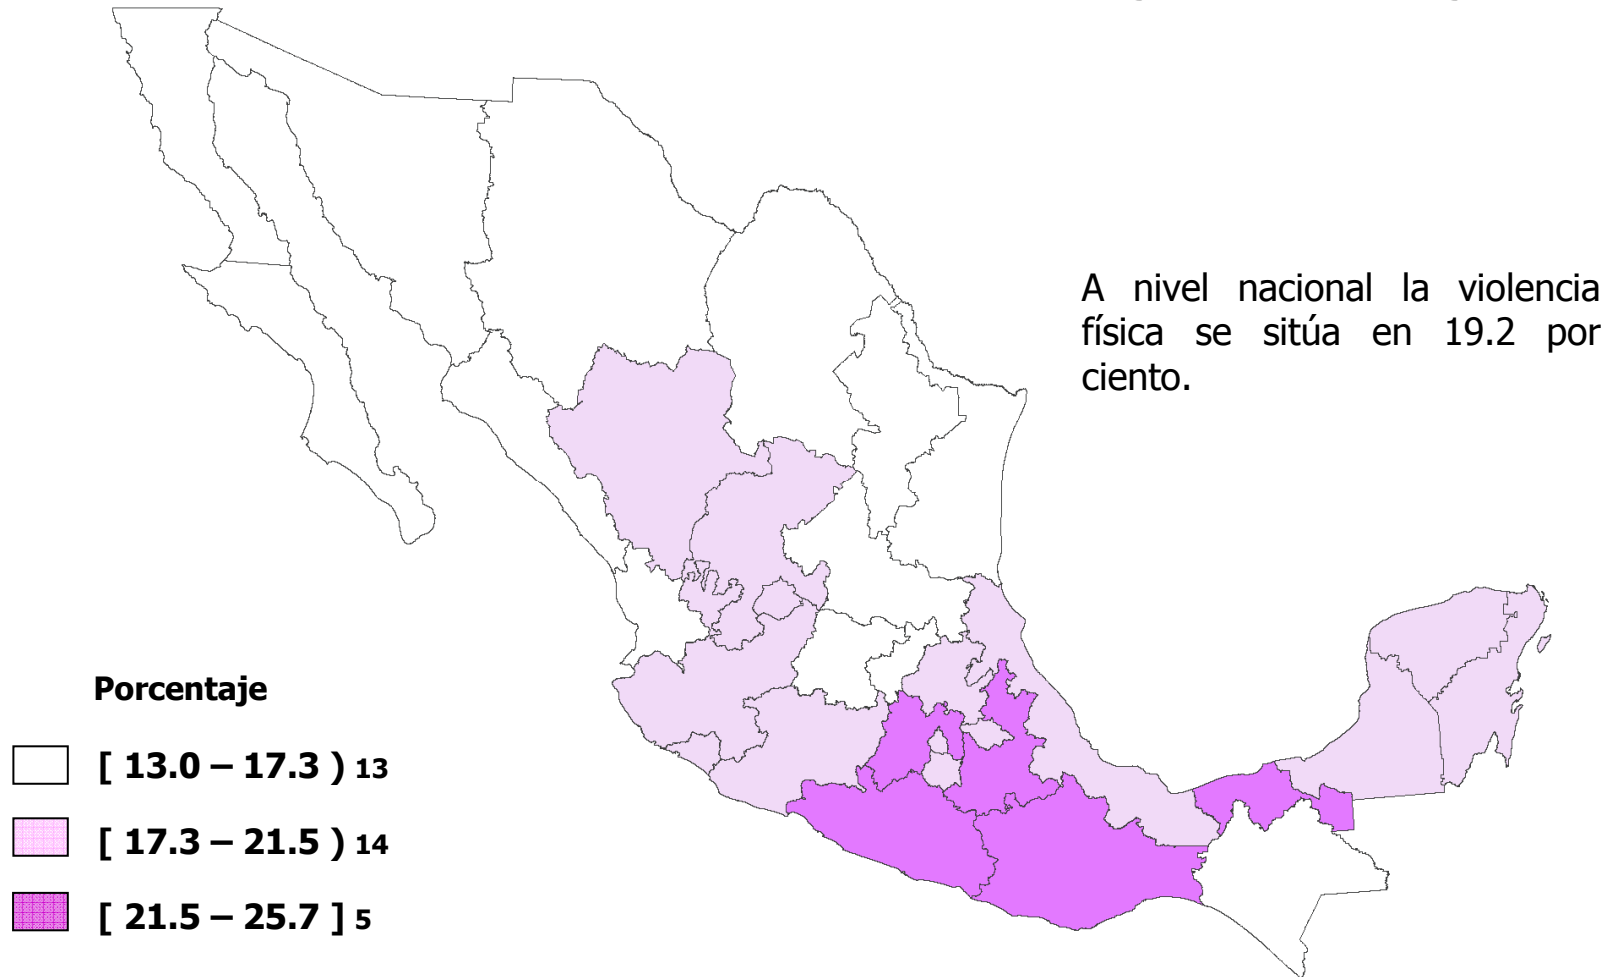 A nivel nacional la violencia
física se sitúa en 19.2 por
ciento.
Porcentaje
[ 13.0 – 17.3 ) 13
[ 17.3 – 21.5 ) 14
[ 21.5 – 25.7 ] 5